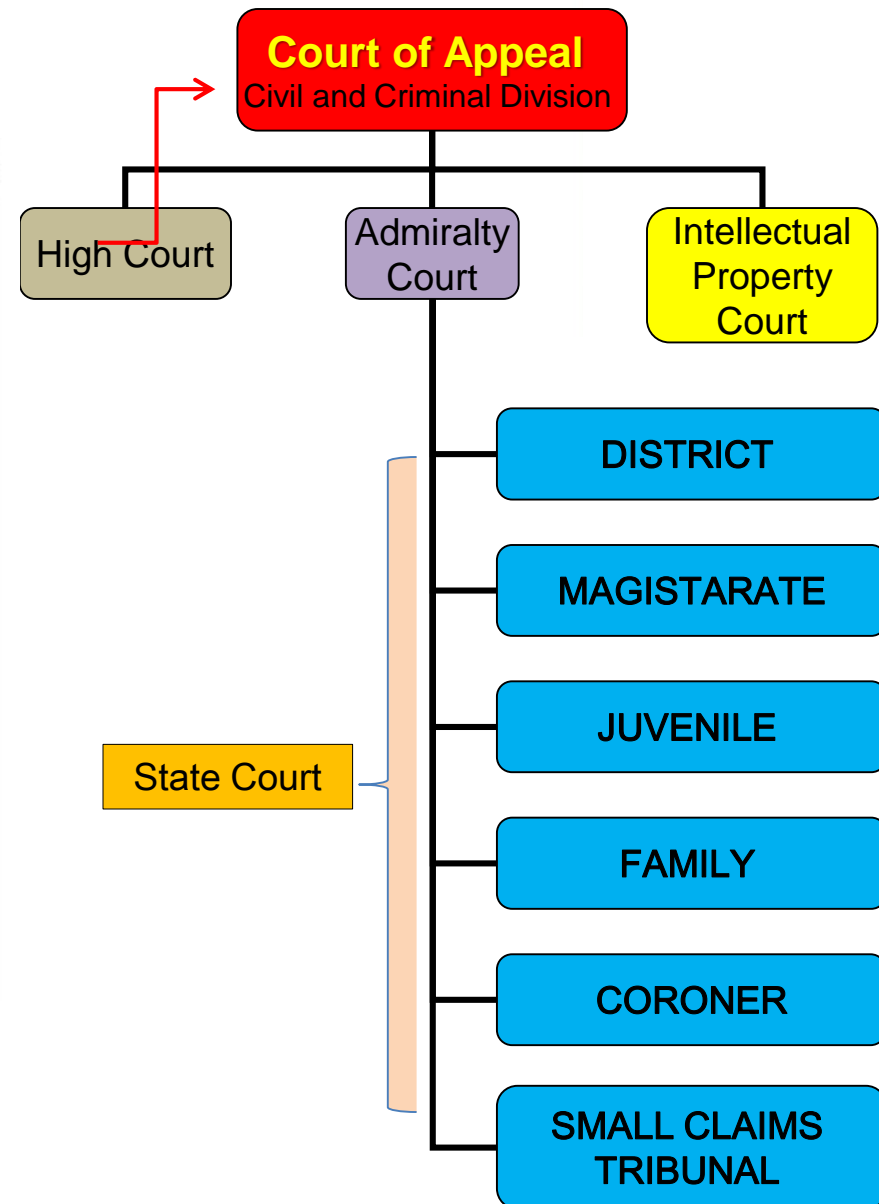 Court of Appeal
Civil and Criminal Division
High Court
Admiralty
Court
Intellectual
Property
Court
DISTRICT
MAGISTARATE
JUVENILE
State Court
FAMILY
CORONER
SMALL CLAIMS
TRIBUNAL